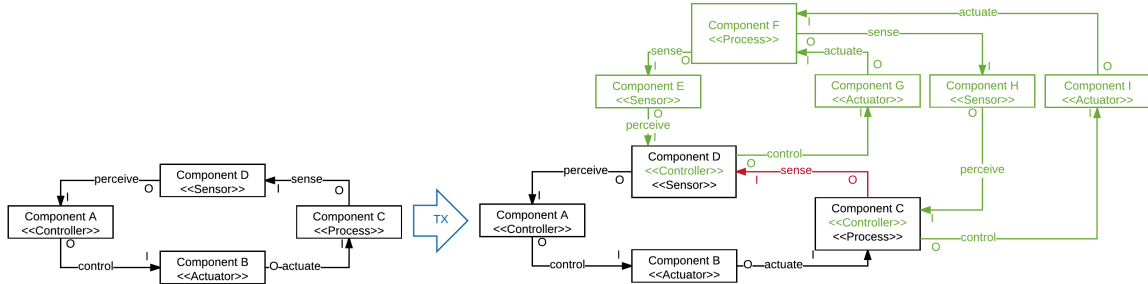 Component D
<<Sensor>>
perceive
O
I
sense
I
O
Component A
<<Controller>>
O
Component C
<<Process>>
I
control
I
Component B
<<Actuator>>
O
actuate
TX
Component F
<<Process>>
I
actuate
O
sense
I
O
sense
O
I
actuate
I
O
Component E
<<Sensor>>
O
perceive
I
Component G
<<Actuator>>
I
Component H
<<Sensor>>
O
perceive
I
Component I
<<Actuator>>
I
Component D
<<Controller>>
<<Sensor>>
control
O
sense
I
O
perceive
O
I
Component A
<<Controller>>
O
Component C
<<Controller>>
<<Process>>
control
O
control
I
Component B
<<Actuator>>
O
actuate
I